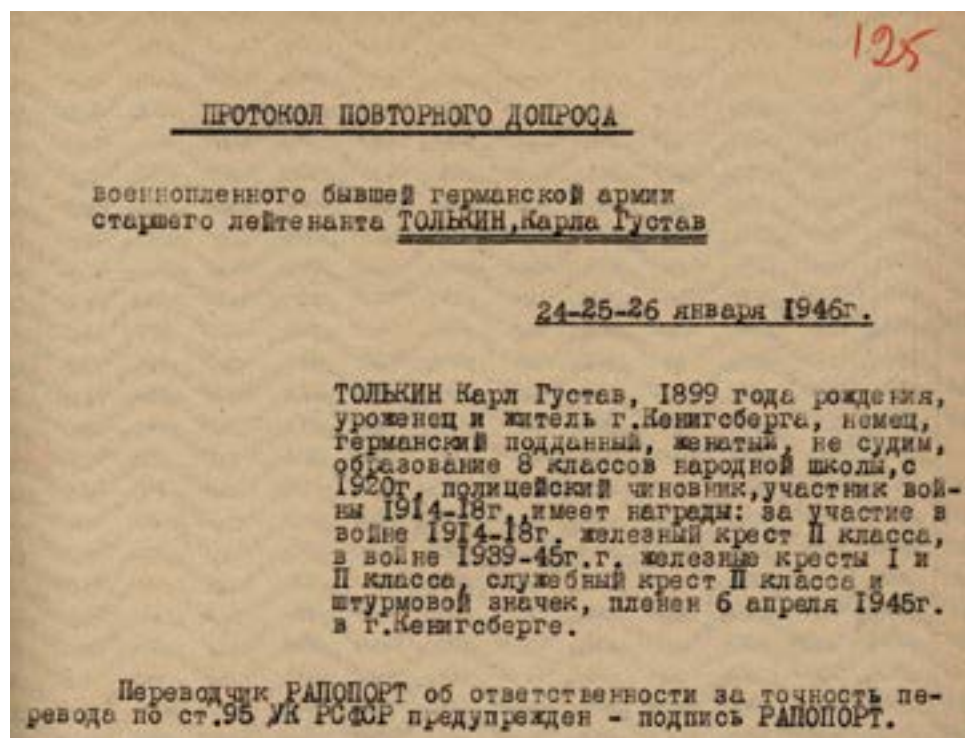 125
ПРОТОКОЛ ПОВТОРНОГО ДОПРОСА
военнопленного бывшей германской армии
старшего лейтенанта ТОЛЬКИН,Карла Густав
24-25-26 января 1946г.
ТОЛЬКИН Карл Густав, 1899 года рождения,
уроженец и житель г.Кенигсберга, немец,
германский подданный, женатый, не судим,
образование 8 классов народной школы,с
1920г. полицейский чиновник,участник вой-
ны 1914-18г.,имеет награды: за участие в
войне 1914-18г. железный крест II класса,
в войне 1939-45г.г. железные кресты I и
II класса, служебный крест II класса и
штурмовой значек, пленен 6 апреля 1945г.
в г.Кенигсберге.
Переводчик РАПОПОРТ об ответственности за точность пе-
ревода по ст.95 УК РСФСР предупрежден - подпись РАПОПОРТ.